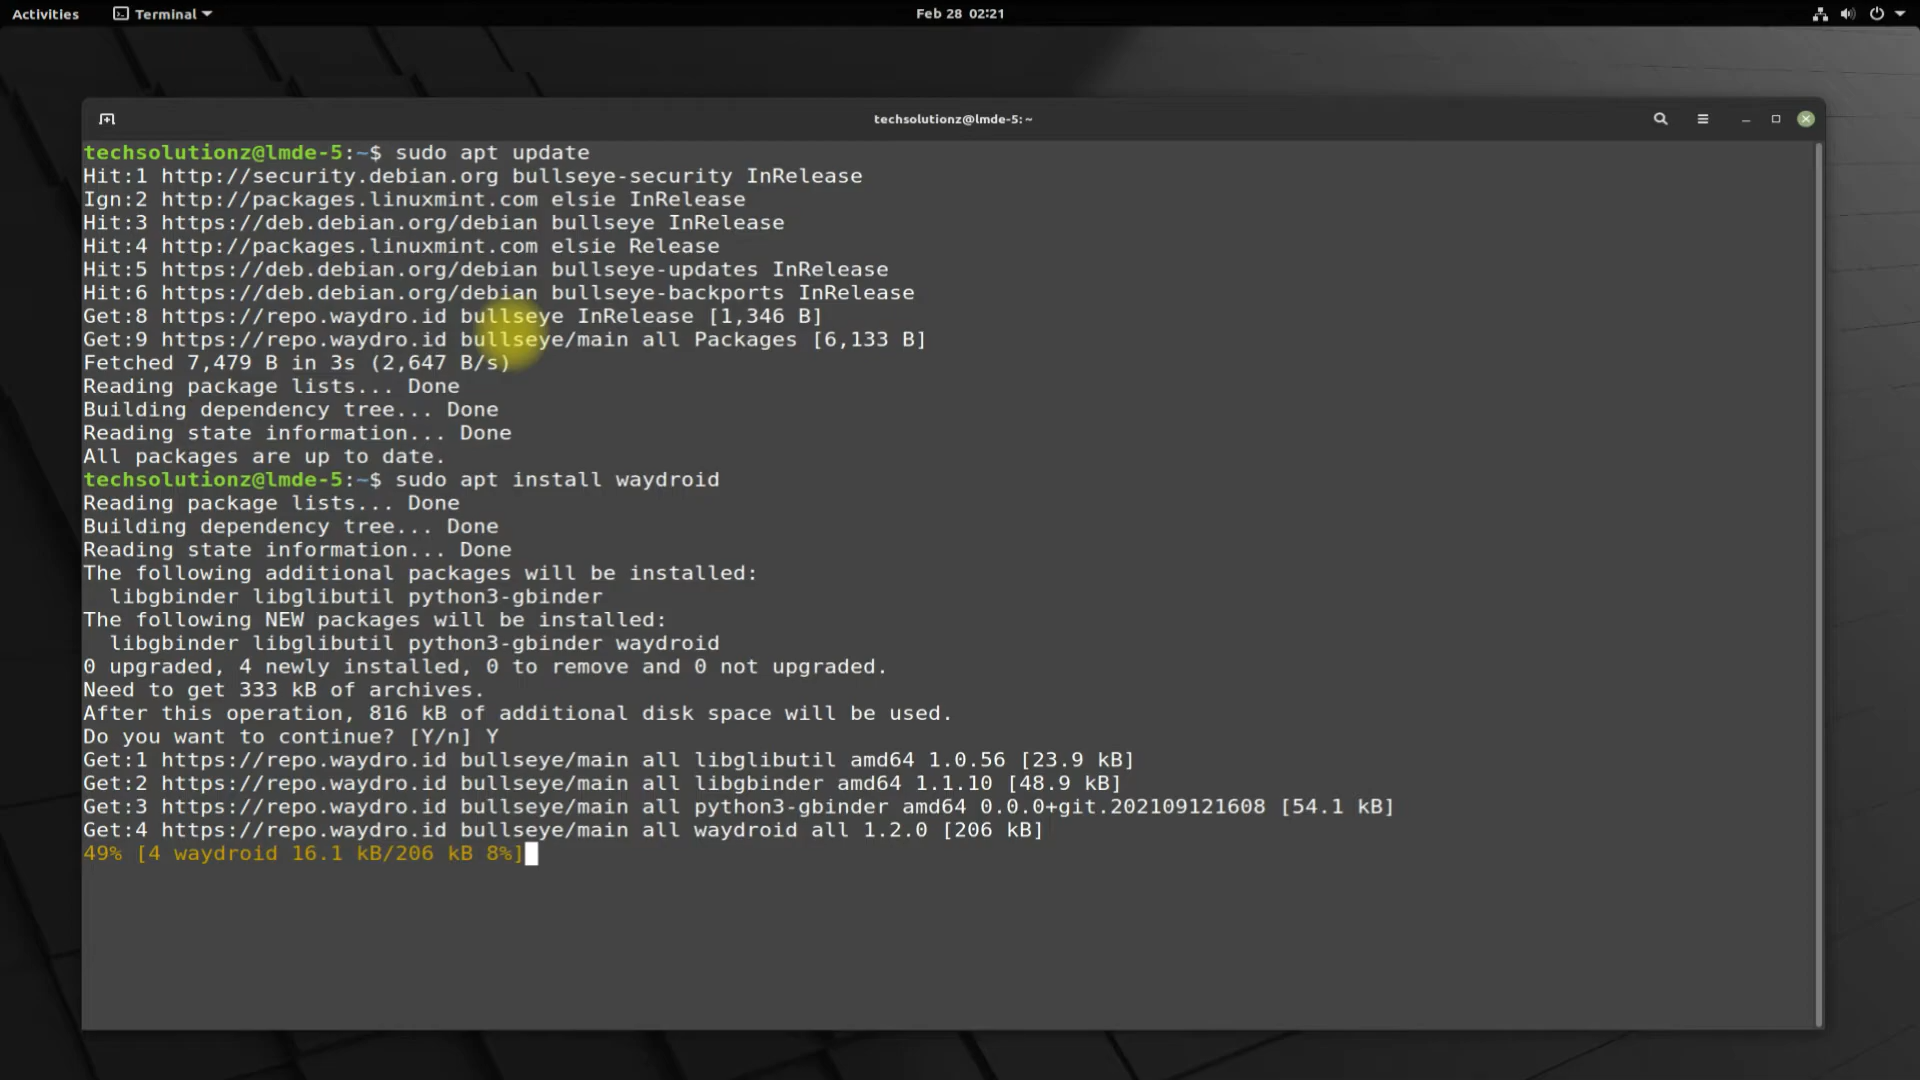 Activities
Terminal
Feb 28 02:21
techsolutionz@lmde-5: ~
techsolutionz@lmde-5:~$ sudo apt update
Hit:1 http://security.debian.org bullseye-security InRelease
Ign:2 http://packages.linuxmint.com elsie InRelease
Hit:3 https://deb.debian.org/debian bullseye InRelease
Hit:4 http://packages.linuxmint.com elsie Release
Hit:5 https://deb.debian.org/debian bullseye-updates InRelease
Hit:6 https://deb.debian.org/debian bullseye-backports InRelease
Get:8 https://repo.waydro.id bullseye InRelease [1,346 B]
Get:9 https://repo.waydro.id bullseye/main all Packages [6,133 B]
Fetched 7,479 B in 3s (2,647 B/s)
Reading package lists... Done
Building dependency tree... Done
Reading state information... Done
All packages are up to date.
techsolutionz@lmde-5:~$ sudo apt install waydroid
Reading package lists... Done
Building dependency tree... Done
Reading state information... Done
The following additional packages will be installed:
  libgbinder libglibutil python3-gbinder
The following NEW packages will be installed:
  libgbinder libglibutil python3-gbinder waydroid
0 upgraded, 4 newly installed, 0 to remove and 0 not upgraded.
Need to get 333 kB of archives.
After this operation, 816 kB of additional disk space will be used.
Do you want to continue? [Y/n] Y
Get:1 https://repo.waydro.id bullseye/main all libglibutil amd64 1.0.56 [23.9 kB]
Get:2 https://repo.waydro.id bullseye/main all libgbinder amd64 1.1.10 [48.9 kB]
Get:3 https://repo.waydro.id bullseye/main all python3-gbinder amd64 0.0.0+git.202109121608 [54.1 kB]
Get:4 https://repo.waydro.id bullseye/main all waydroid all 1.2.0 [206 kB]
49% [4 waydroid 16.1 kB/206 kB 8%]